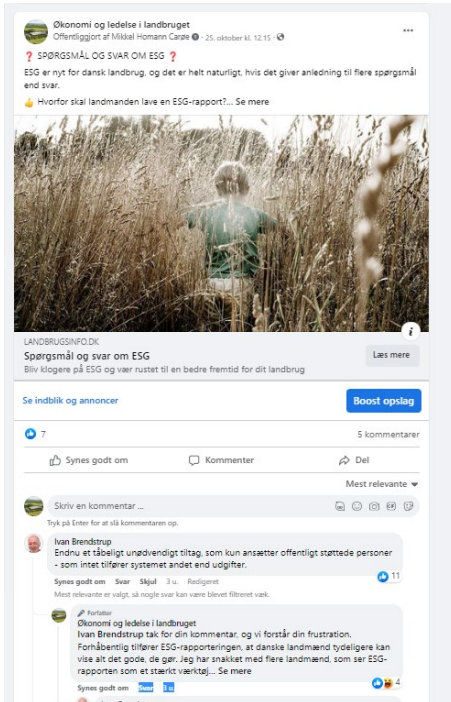 Økonomi og ledelse i landbruget
Offentliggjort af Mikkel Homann Carøe · 25. oktober kl. 12.15 ·
❓ SPØRGSMÅL OG SVAR OM ESG ❓
ESG er nyt for dansk landbrug, og det er helt naturligt, hvis det giver anledning til flere spørgsmål
end svar.
👍 Hvorfor skal landmanden lave en ESG-rapport?... Se mere
LANDBRUGSINFO.DK
Spørgsmål og svar om ESG
Bliv klogere på ESG og vær rustet til en bedre fremtid for dit landbrug
Læs mere
Se indblik og annoncer
Boost opslag
7
5 kommentarer
Synes godt om
Kommenter
Del
Mest relevante
Skriv en kommentar ...
Tryk på Enter for at slå kommentaren op.
Ivan Brendstrup
Endnu et tåbeligt unødvendigt tiltag, som kun ansætter offentligt støttede personer
- som intet tilfører systemet andet end udgifter.
11
Synes godt om Svar Skjul 3 u. Redigeret
Mest relevante er valgt, så nogle svar kan være blevet filtreret væk.
Forfatter
Økonomi og ledelse i landbruget
Ivan Brendstrup tak for din kommentar, og vi forstår din frustration.
Forhåbentlig tilfører ESG-rapporteringen, at danske landmænd tydeligere kan
vise alt det gode, de gør. Jeg har snakket med flere landmænd, som ser ESG-
rapporten som et stærkt værktøj... Se mere
4
Synes godt om Svar 3 u.